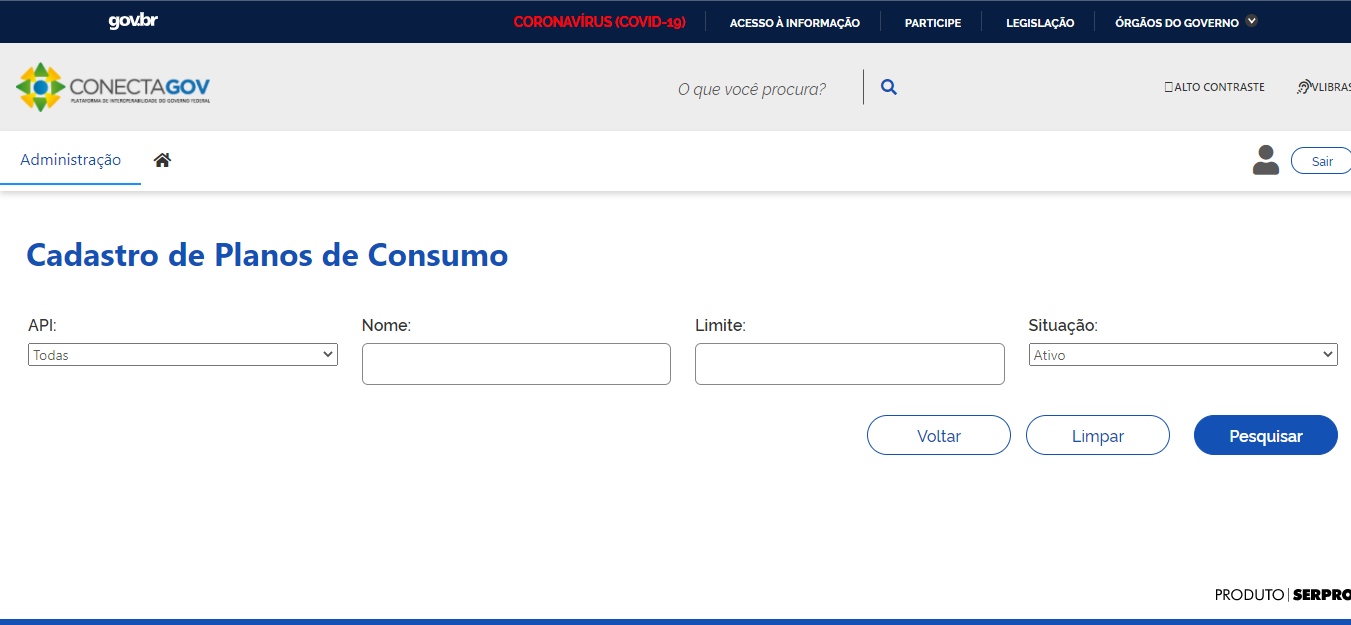 gov.br CORONAVÍRUS (COVID-19) ACESSO À INFORMAÇÃO PARTICIPE LEGISLAÇÃO ÓRGÃOS DO GOVERNO
CONECTAGOV
PLATAFORMA DE INTEROPERABILIDADE DO GOVERNO FEDERAL
O que você procura? ALTO CONTRASTE VLIBRAS
Administração Sair
Cadastro de Planos de Consumo
API: Nome: Limite: Situação:
Todas Ativo
Voltar Limpar Pesquisar
PRODUTO | SERPRO